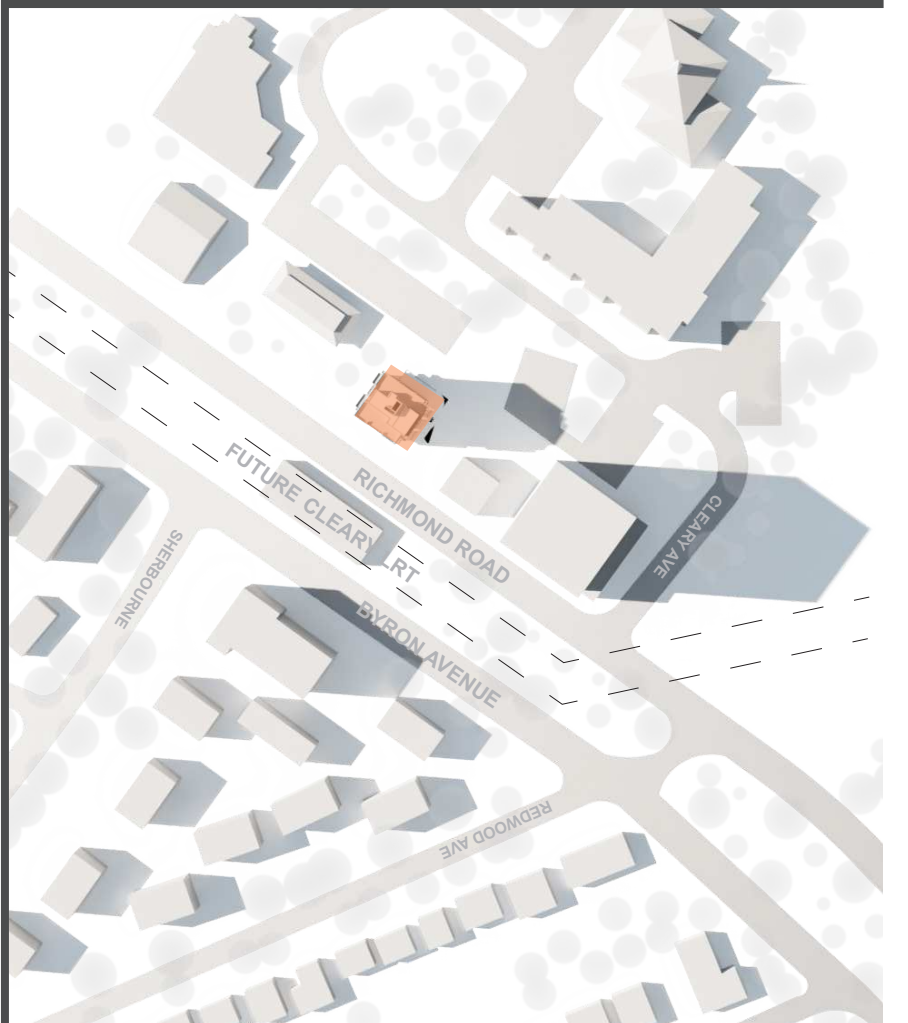 FUTURE CLEARY LRT
RICHMOND ROAD
CLEARY AVE
SHERBOURNE
BYRON AVENUE
REDWOOD AVE